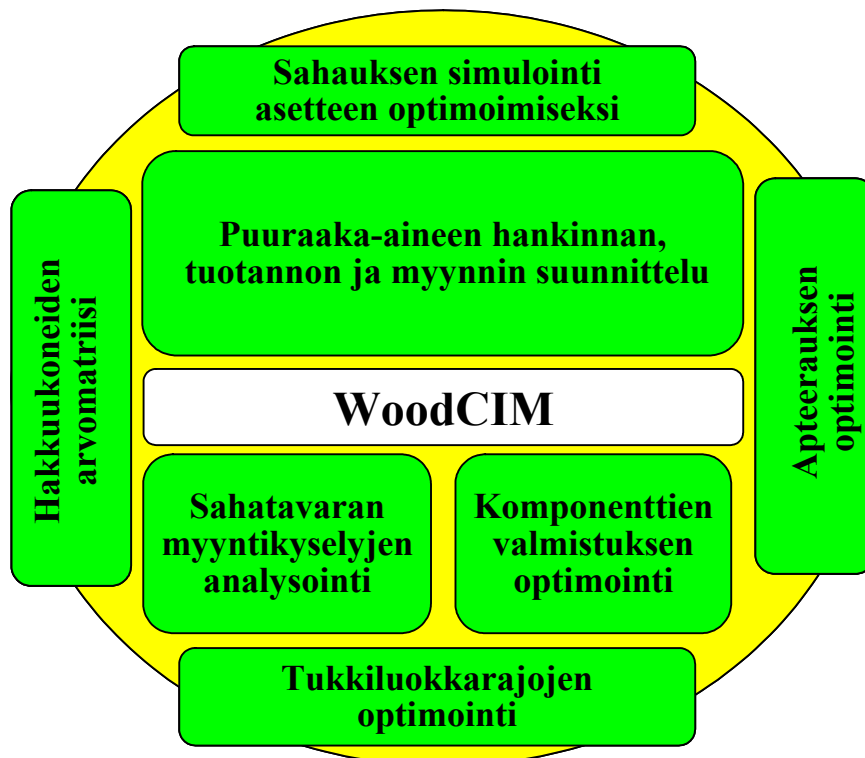 Sahauksen simulointi
asetteen optimoimiseksi
Puuraaka-aineen hankinnan,
tuotannon ja myynnin suunnittelu
Hakkuukoneiden
arvomatriisi
Apteerauksen
optimointi
WoodCIM
Sahatavaran
myyntikyselyjen
analysointi
Komponenttien
valmistuksen
optimointi
Tukkiluokkarajojen
optimointi